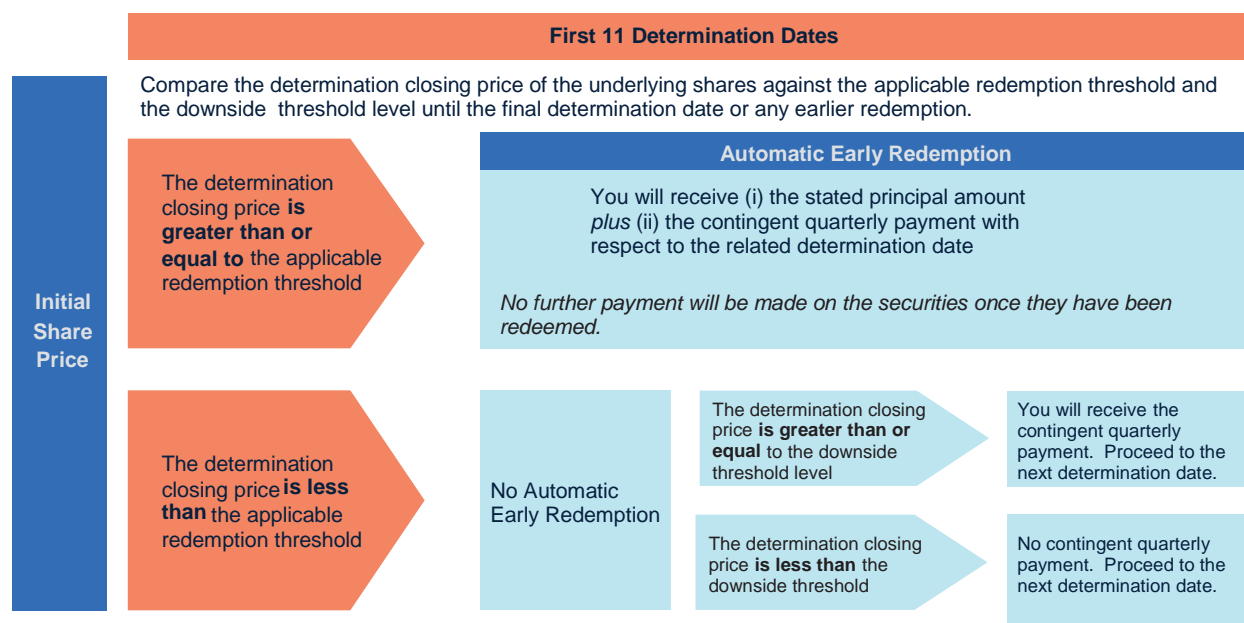 First 11 Determination Dates
Compare the determination closing price of the underlying shares against the applicable redemption threshold and
the downside  threshold level until the final determination date or any earlier redemption.
Initial
Share
Price
The determination
closing price is
greater than or
equal to the applicable
redemption threshold
Automatic Early Redemption
You will receive (i) the stated principal amount
plus (ii) the contingent quarterly payment with
respect to the related determination date
No further payment will be made on the securities once they have been
redeemed.
The determination
closing price is less
than the applicable
redemption threshold
No Automatic
Early Redemption
The determination closing
price is greater than or
equal to the downside
threshold level
You will receive the
contingent quarterly
payment.  Proceed to the
next determination date.
The determination closing
price is less than the
downside threshold
No contingent quarterly
payment.  Proceed to the
next determination date.